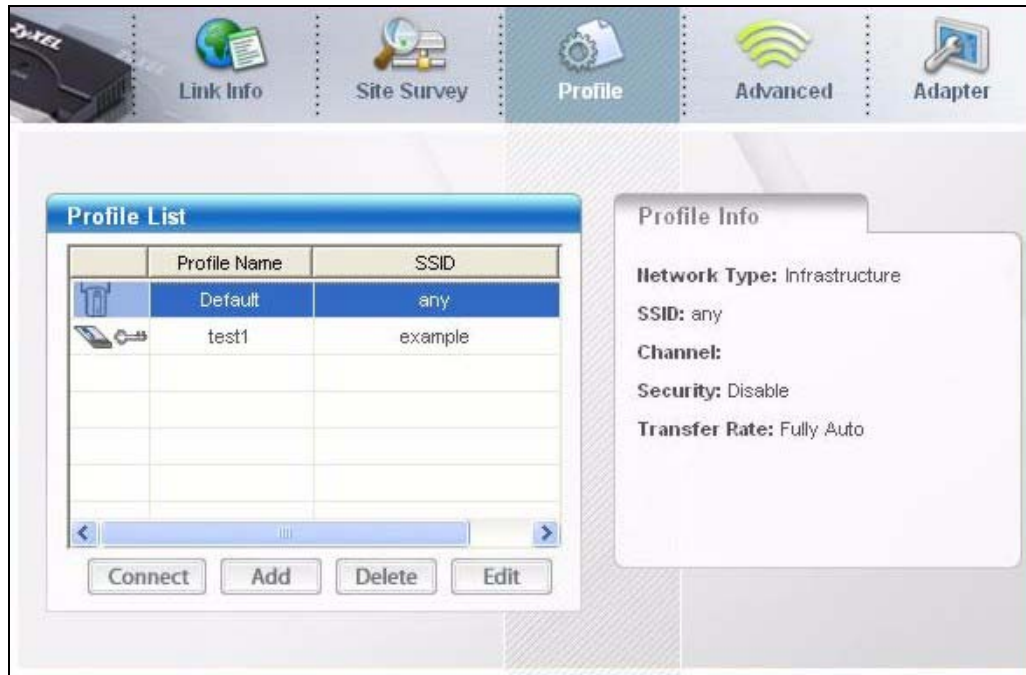 ZyXEL
Link Info
Site Survey
Profile
Advanced
Adapter
Profile List
Profile Name SSID
Default any
test1 example
Connect Add Delete Edit
Profile Info
Network Type: Infrastructure
SSID: any
Channel:
Security: Disable
Transfer Rate: Fully Auto